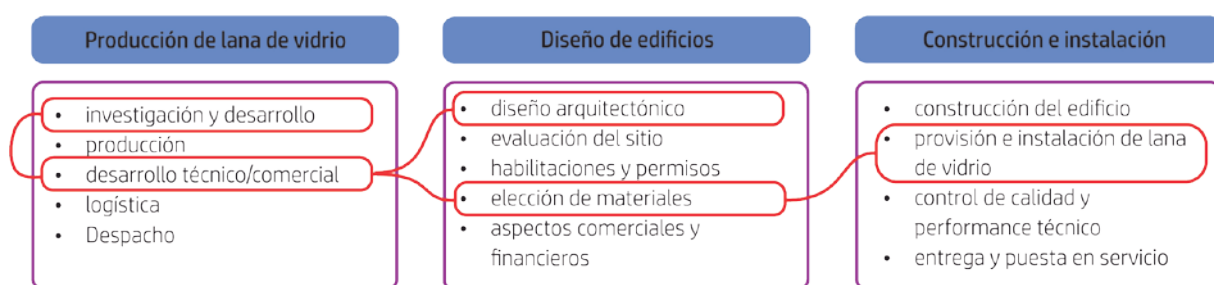 Producción de lana de vidrio
• investigación y desarrollo
• producción
• desarrollo técnico/comercial
• logística
• Despacho
Diseño de edificios
• diseño arquitectónico
• evaluación del sitio
• habilitaciones y permisos
• elección de materiales
• aspectos comerciales y
financieros
Construcción e instalación
• construcción del edificio
• provisión e instalación de lana
de vidrio
• control de calidad y
performance técnico
• entrega y puesta en servicio